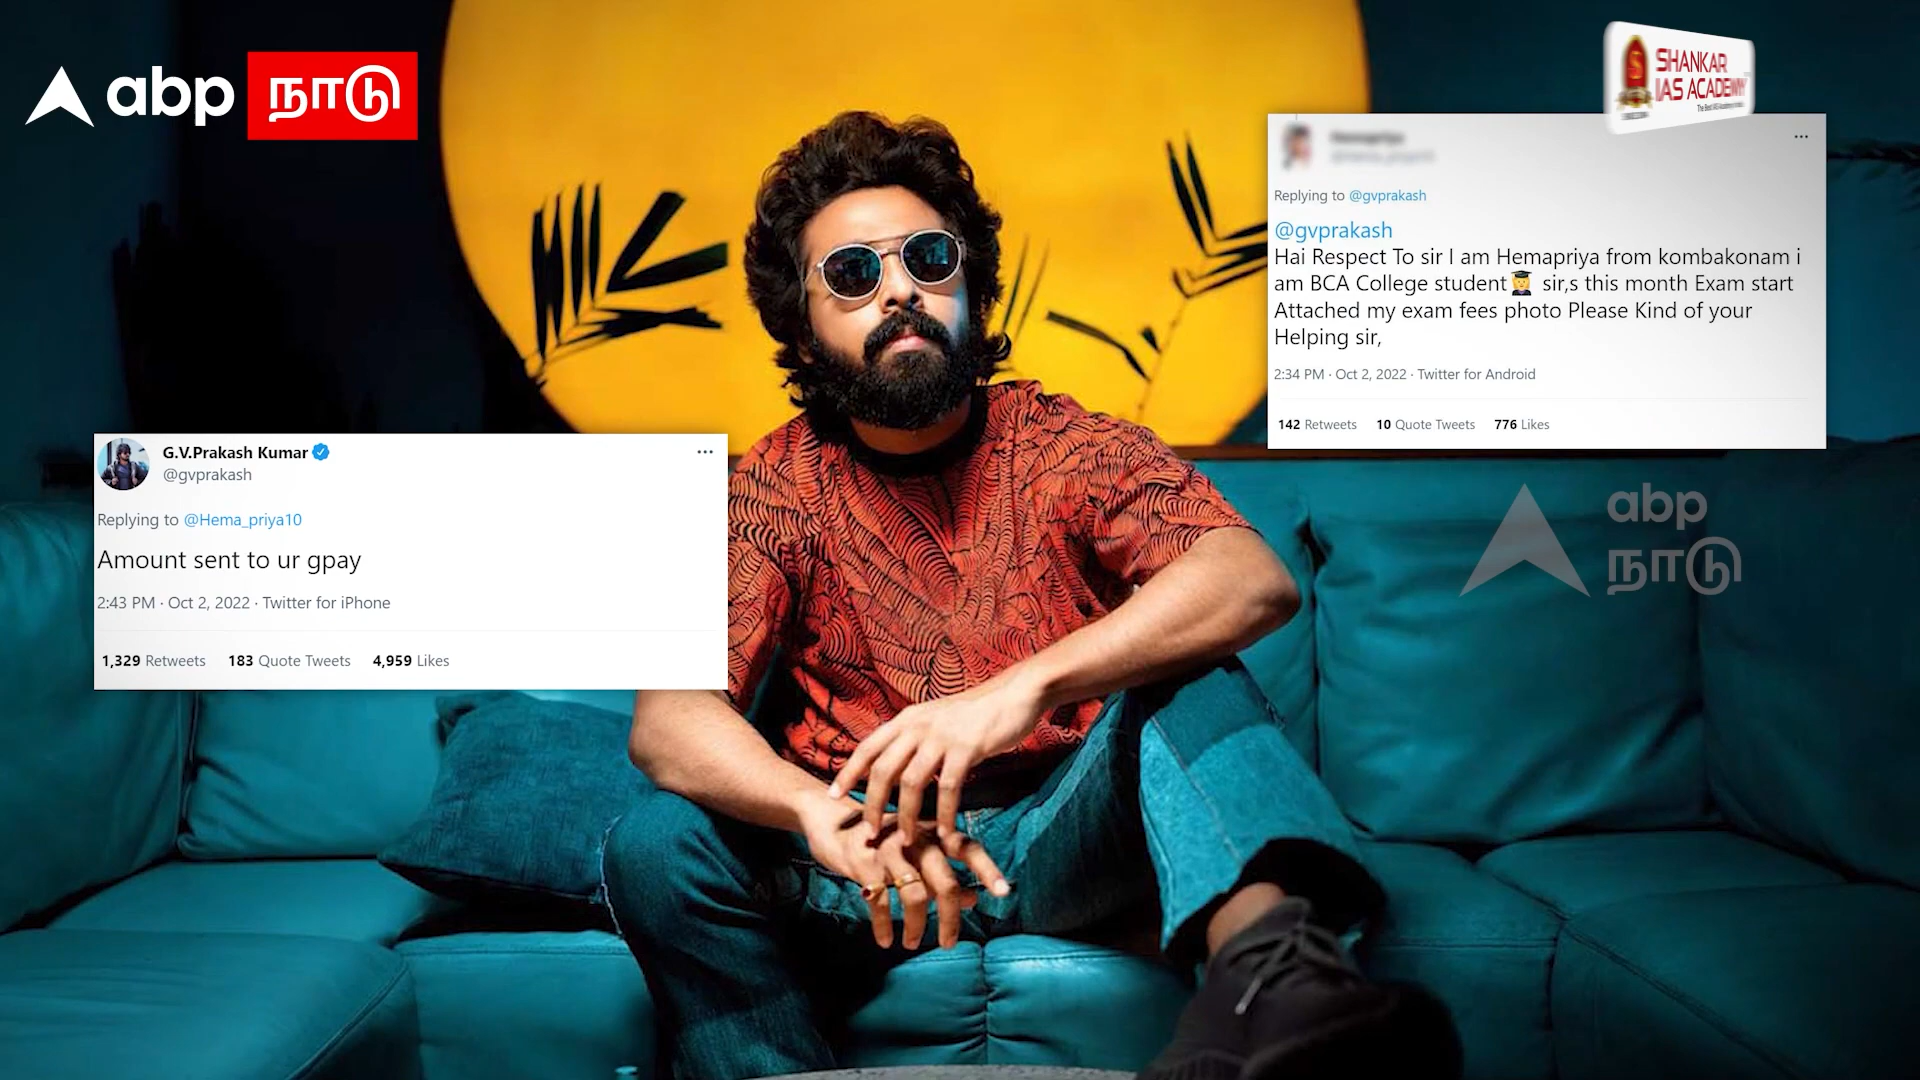 abp நாடு
SHANKAR
IAS ACADEMY
Replying to @gvprakash
@gvprakash
Hai Respect To sir I am Hemapriya from kombakonam i
am BCA College student👩‍🎓 sir,s this month Exam start
Attached my exam fees photo Please Kind of your
Helping sir,
2:34 PM · Oct 2, 2022 · Twitter for Android
142 Retweets 10 Quote Tweets 776 Likes
G.V.Prakash Kumar
@gvprakash
Replying to @Hema_priya10
Amount sent to ur gpay
2:43 PM · Oct 2, 2022 · Twitter for iPhone
1,329 Retweets 183 Quote Tweets 4,959 Likes
abp
நாடு